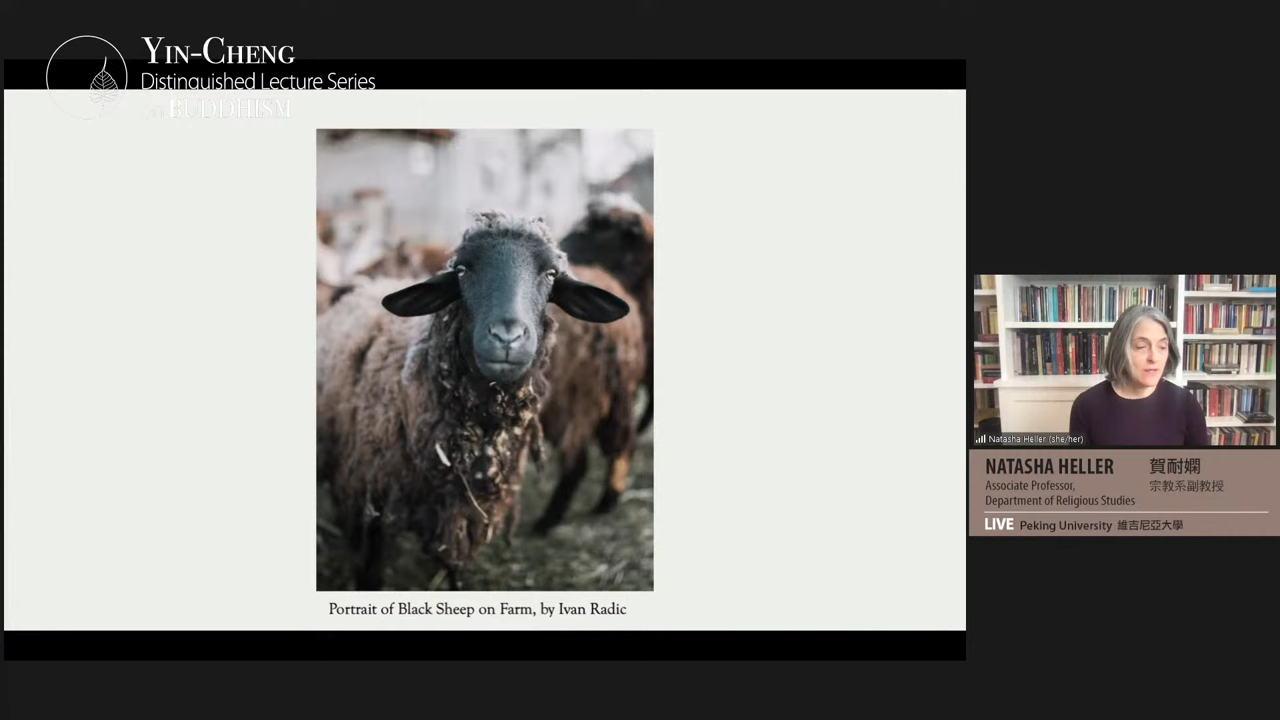 YIN-CHENG
Distinguished Lecture Series
BUDDHISM
Portrait of Black Sheep on Farm, by Ivan Radic
Natasha Heller (she/her)
NATASHA HELLER 賀耐嫻
Associate Professor, 宗教系副教授
Department of Religious Studies
LIVE Peking University 維吉尼亞大學